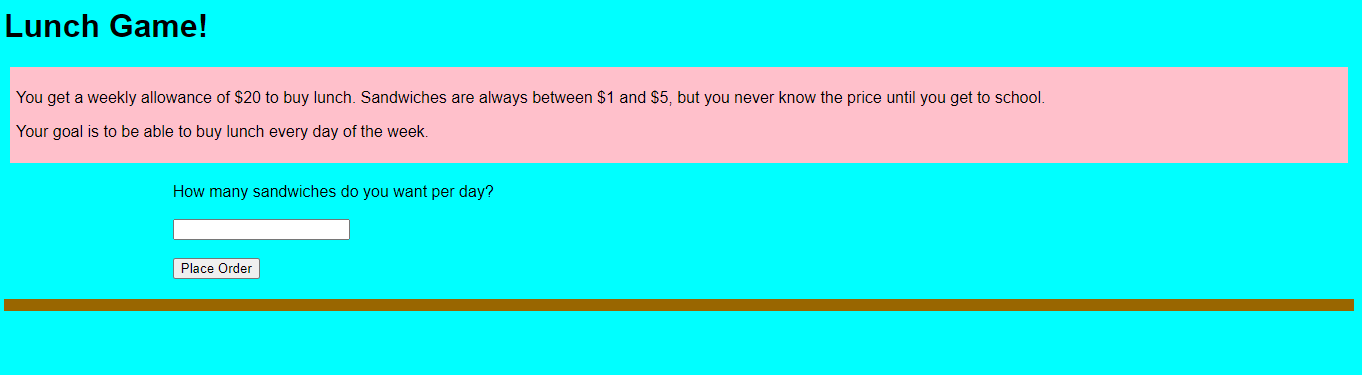 Lunch Game!
You get a weekly allowance of $20 to buy lunch. Sandwiches are always between $1 and $5, but you never know the price until you get to school.
Your goal is to be able to buy lunch every day of the week.
How many sandwiches do you want per day?
Place Order